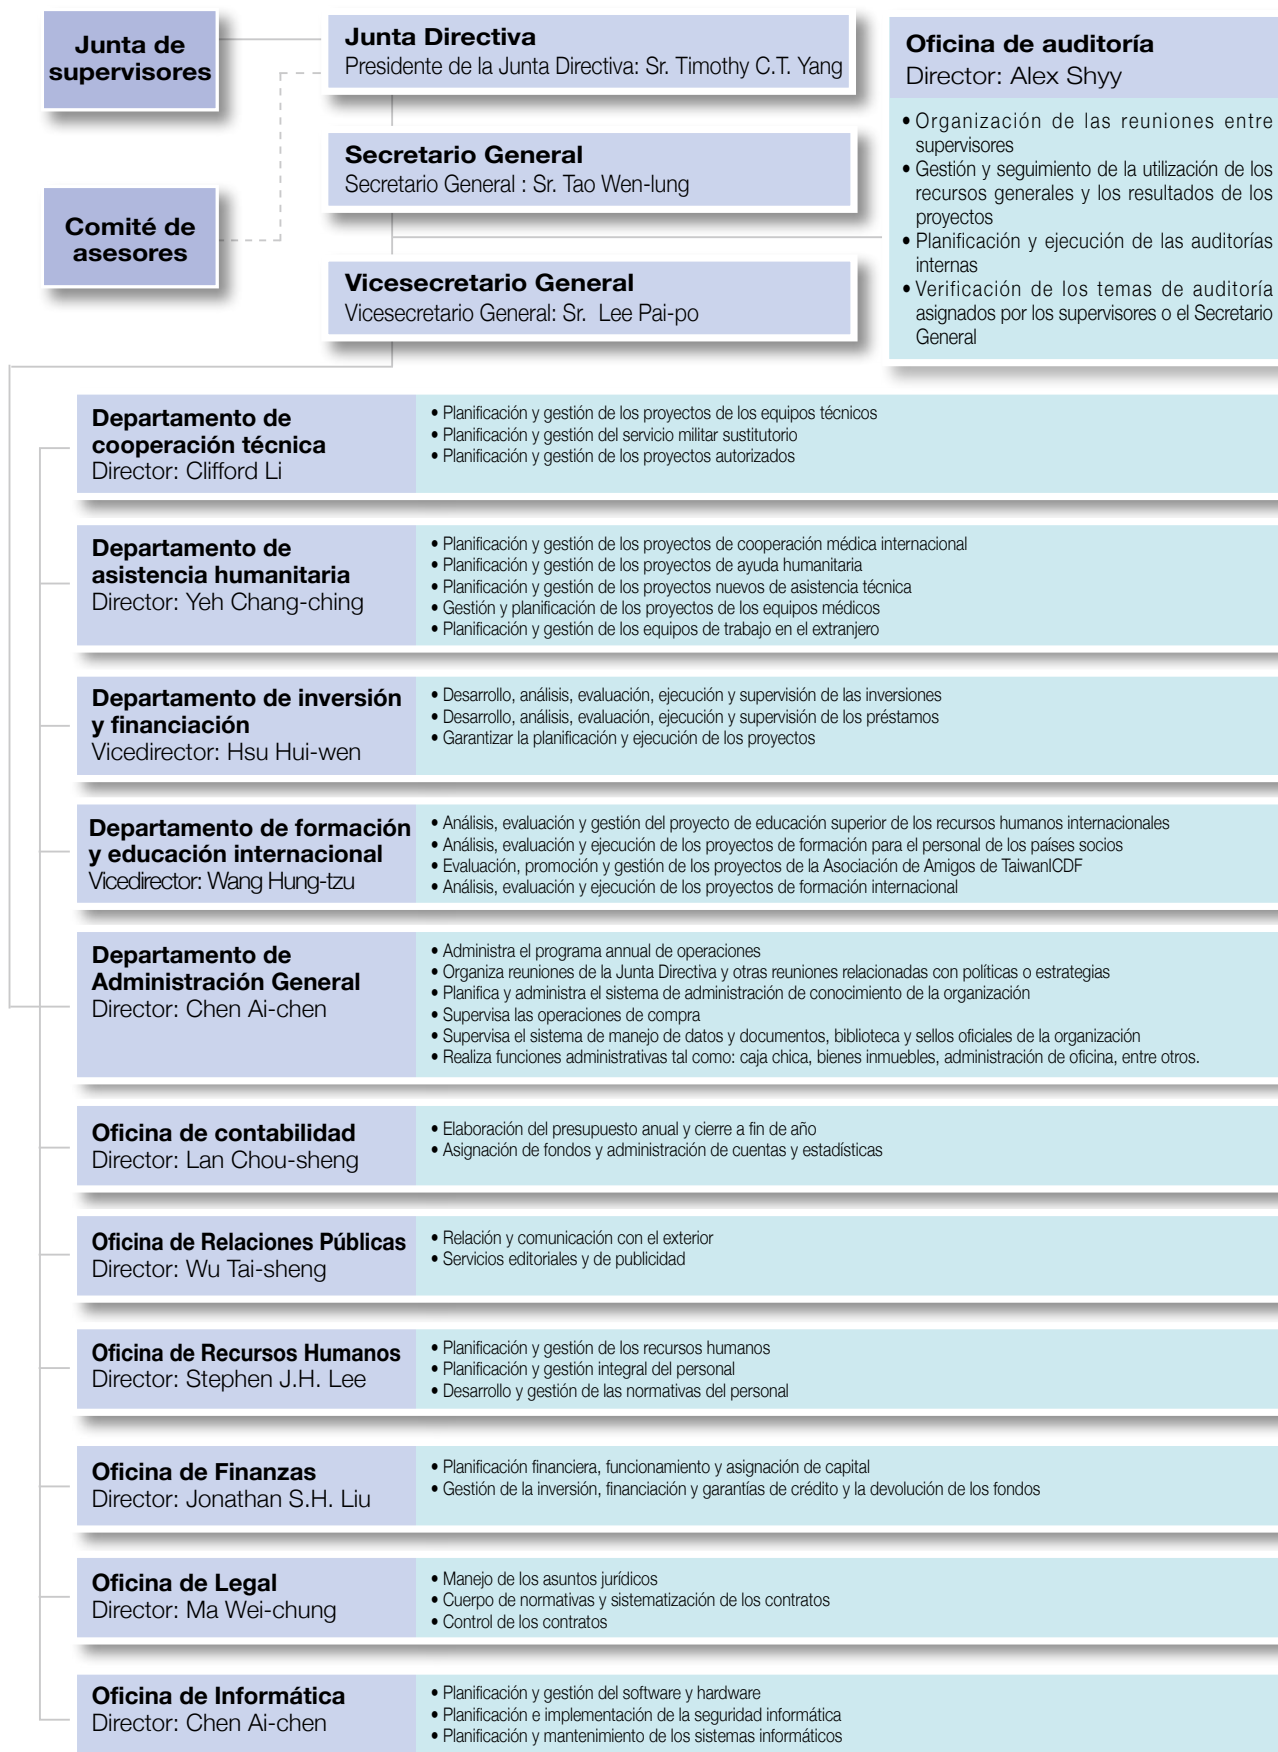 Junta de
supervisores
Junta Directiva
Presidente de la Junta Directiva: Sr. Timothy C.T. Yang
Oficina de auditoría
Director: Alex Shyy
• Organización de las reuniones entre
supervisores
• Gestión y seguimiento de la utilización de los
recursos generales y los resultados de los
proyectos
• Planificación y ejecución de las auditorías
internas
• Verificación de los temas de auditoría
asignados por los supervisores o el Secretario
General
Secretario General
Secretario General : Sr. Tao Wen-lung
Comité de
asesores
Vicesecretario General
Vicesecretario General: Sr. Lee Pai-po
Departamento de
cooperación técnica
Director: Clifford Li
• Planificación y gestión de los proyectos de los equipos técnicos
• Planificación y gestión del servicio militar sustitutorio
• Planificación y gestión de los proyectos autorizados
Departamento de
asistencia humanitaria
Director: Yeh Chang-ching
• Planificación y gestión de los proyectos de cooperación médica internacional
• Planificación y gestión de los proyectos de ayuda humanitaria
• Planificación y gestión de los proyectos nuevos de asistencia técnica
• Gestión y planificación de los proyectos de los equipos médicos
• Planificación y gestión de los equipos de trabajo en el extranjero
Departamento de inversión
y financiación
Vicedirector: Hsu Hui-wen
• Desarrollo, análisis, evaluación, ejecución y supervisión de las inversiones
• Desarrollo, análisis, evaluación, ejecución y supervisión de los préstamos
• Garantizar la planificación y ejecución de los proyectos
Departamento de formación
y educación internacional
Vicedirector: Wang Hung-tzu
• Análisis, evaluación y gestión del proyecto de educación superior de los recursos humanos internacionales
• Análisis, evaluación y ejecución de los proyectos de formación para el personal de los países socios
• Evaluación, promoción y gestión de los proyectos de la Asociación de Amigos de TaiwanICDF
• Análisis, evaluación y ejecución de los proyectos de formación internacional
Departamento de
Administración General
Director: Chen Ai-chen
• Administra el programa annual de operaciones
• Organiza reuniones de la Junta Directiva y otras reuniones relacionadas con políticas o estrategias
• Planifica y administra el sistema de administración de conocimiento de la organización
• Supervisa las operaciones de compra
• Supervisa el sistema de manejo de datos y documentos, biblioteca y sellos oficiales de la organización
• Realiza funciones administrativas tal como: caja chica, bienes inmuebles, administración de oficina, entre otros.
Oficina de contabilidad
Director: Lan Chou-sheng
• Elaboración del presupuesto anual y cierre a fin de año
• Asignación de fondos y administración de cuentas y estadísticas
Oficina de Relaciones Públicas
Director: Wu Tai-sheng
• Relación y comunicación con el exterior
• Servicios editoriales y de publicidad
Oficina de Recursos Humanos
Director: Stephen J.H. Lee
• Planificación y gestión de los recursos humanos
• Planificación y gestión integral del personal
• Desarrollo y gestión de las normativas del personal
Oficina de Finanzas
Director: Jonathan S.H. Liu
• Planificación financiera, funcionamiento y asignación de capital
• Gestión de la inversión, financiación y garantías de crédito y la devolución de los fondos
Oficina de Legal
Director: Ma Wei-chung
• Manejo de los asuntos jurídicos
• Cuerpo de normativas y sistematización de los contratos
• Control de los contratos
Oficina de Informática
Director: Chen Ai-chen
• Planificación y gestión del software y hardware
• Planificación e implementación de la seguridad informática
• Planificación y mantenimiento de los sistemas informáticos